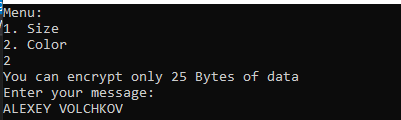 Menu:
1. Size
2. Color
2
You can encrypt only 25 Bytes of data
Enter your message:
ALEXEY VOLCHKOV